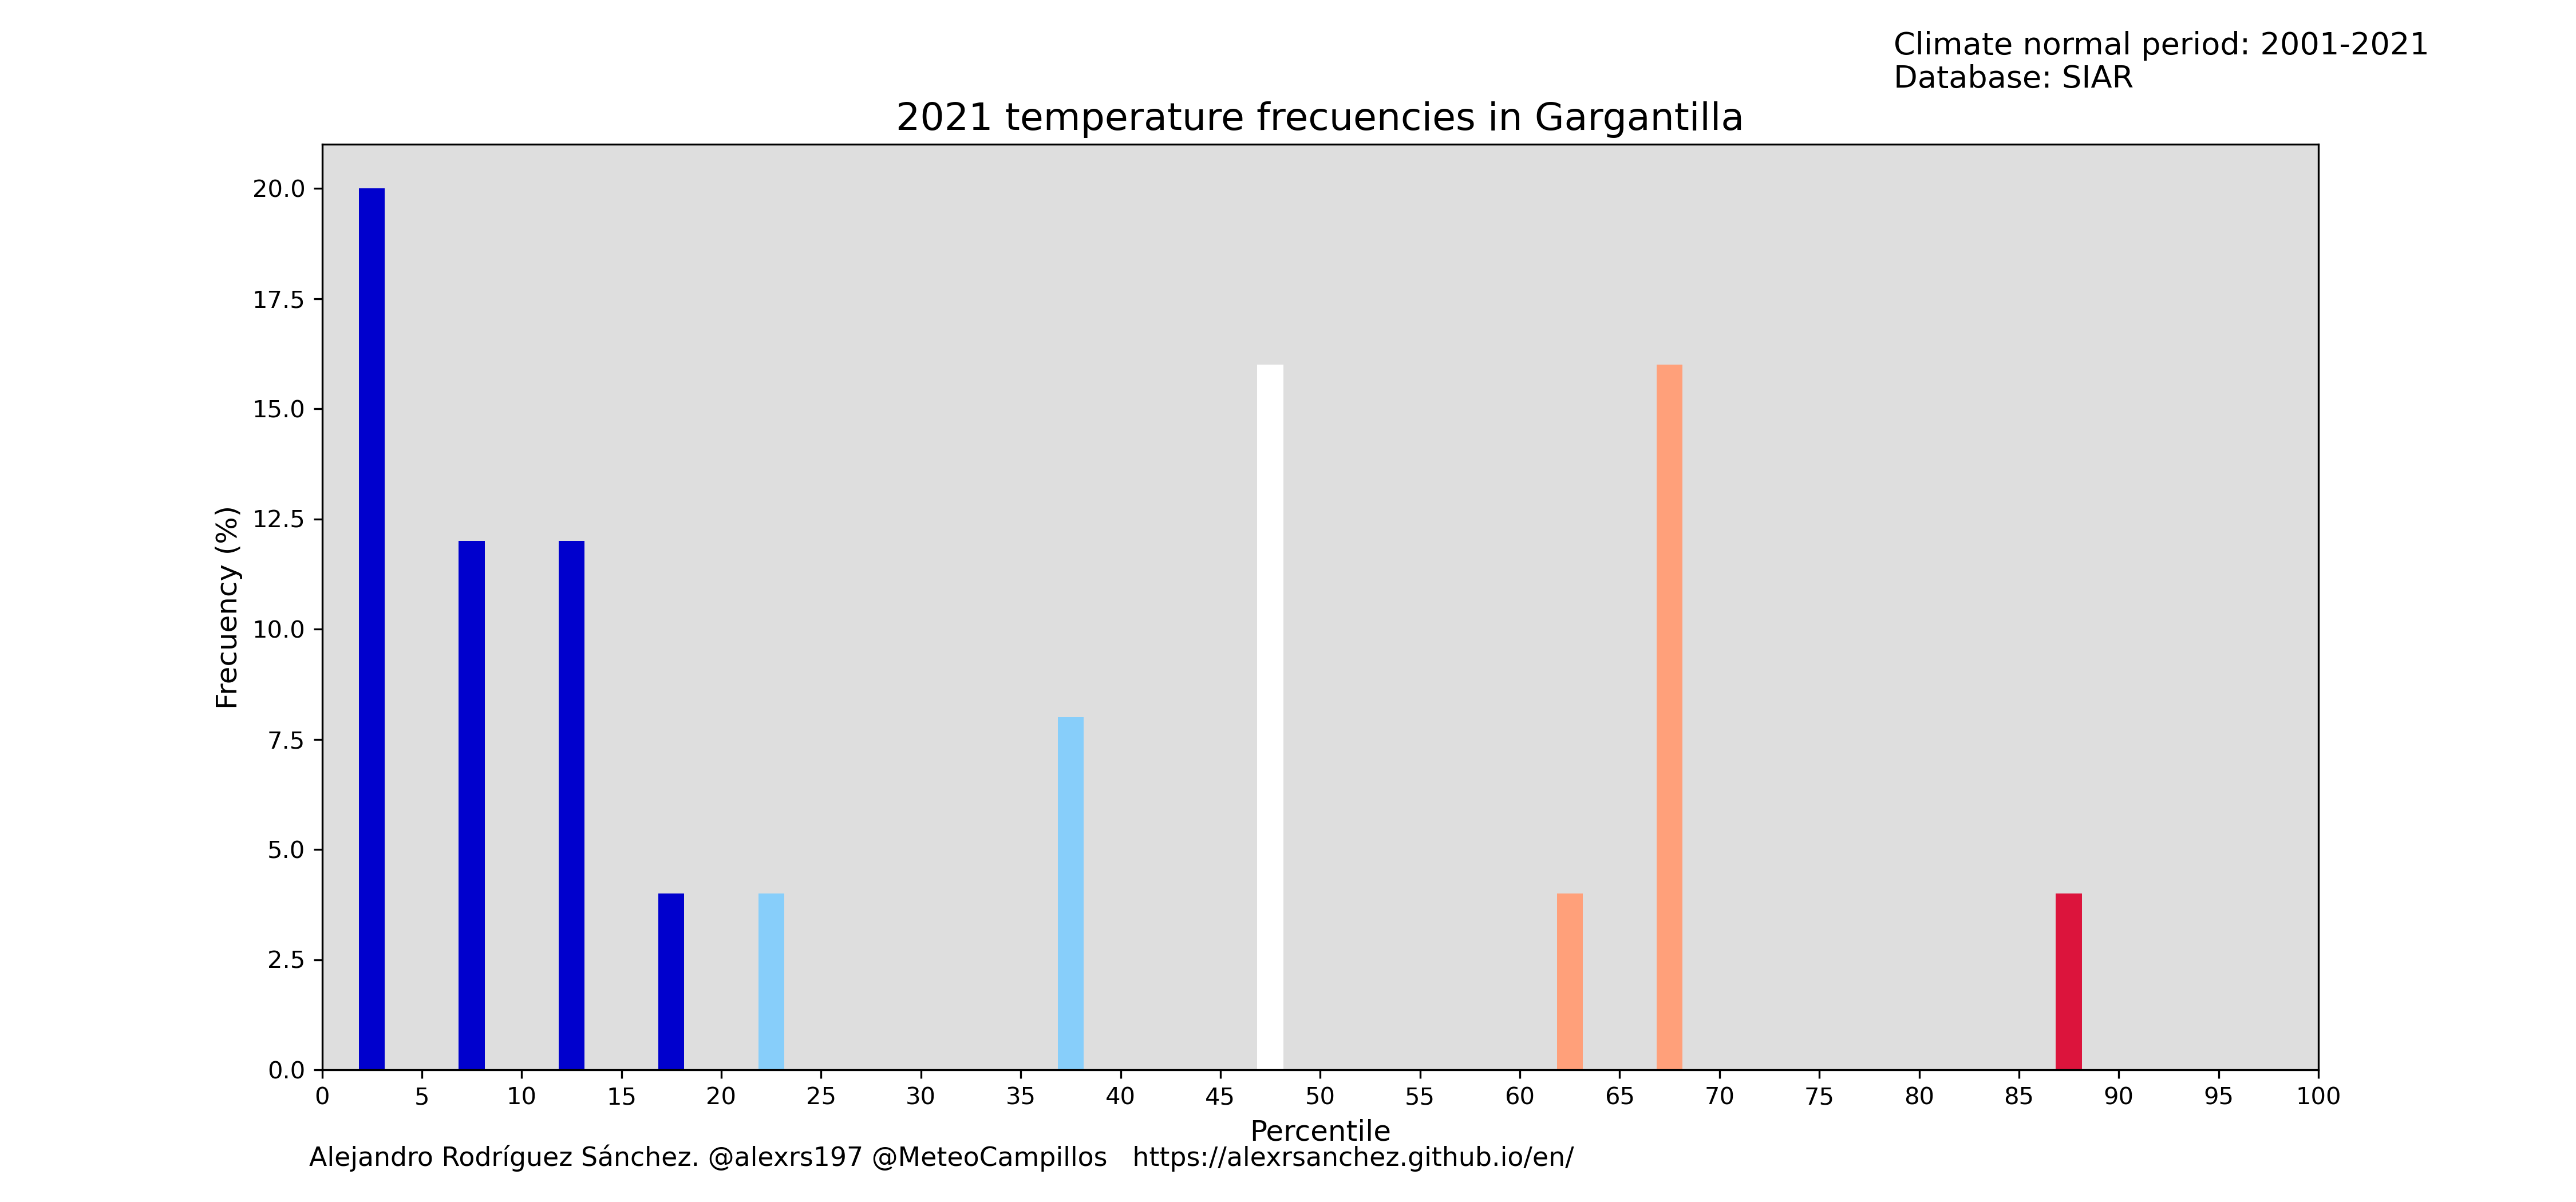 Climate normal period: 2001-2021
Database: SIAR
2021 temperature frecuencies in Gargantilla
Frecuency (%)
20.0
17.5
15.0
12.5
10.0
7.5
5.0
2.5
0.0
0 5 10 15 20 25 30 35 40 45 50 55 60 65 70 75 80 85 90 95 100
Percentile
Alejandro Rodríguez Sánchez. @alexrs197 @MeteoCampillos https://alexrsanchez.github.io/en/